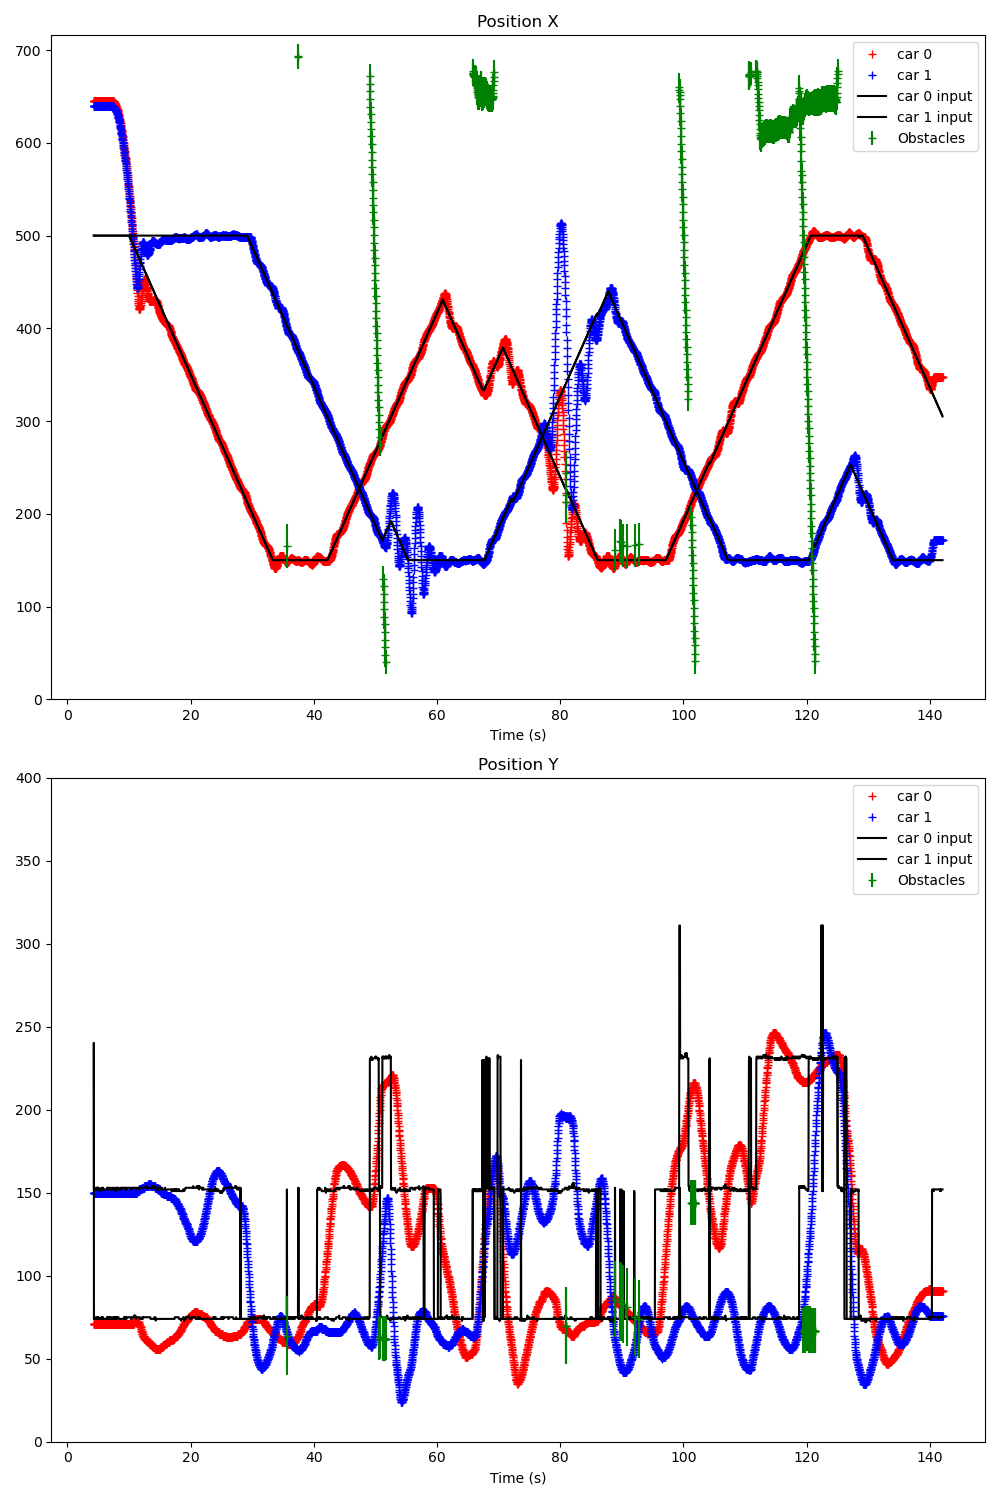 Position X
700
600
500
400
300
200
100
0
car 0
car 1
car 0 input
car 1 input
Obstacles
0 20 40 60 80 100 120 140
Time (s)
Position Y
400
350
300
250
200
150
100
50
0
car 0
car 1
car 0 input
car 1 input
Obstacles
0 20 40 60 80 100 120 140
Time (s)